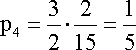 p₄ = 3/2 · 2/15 = 1/5